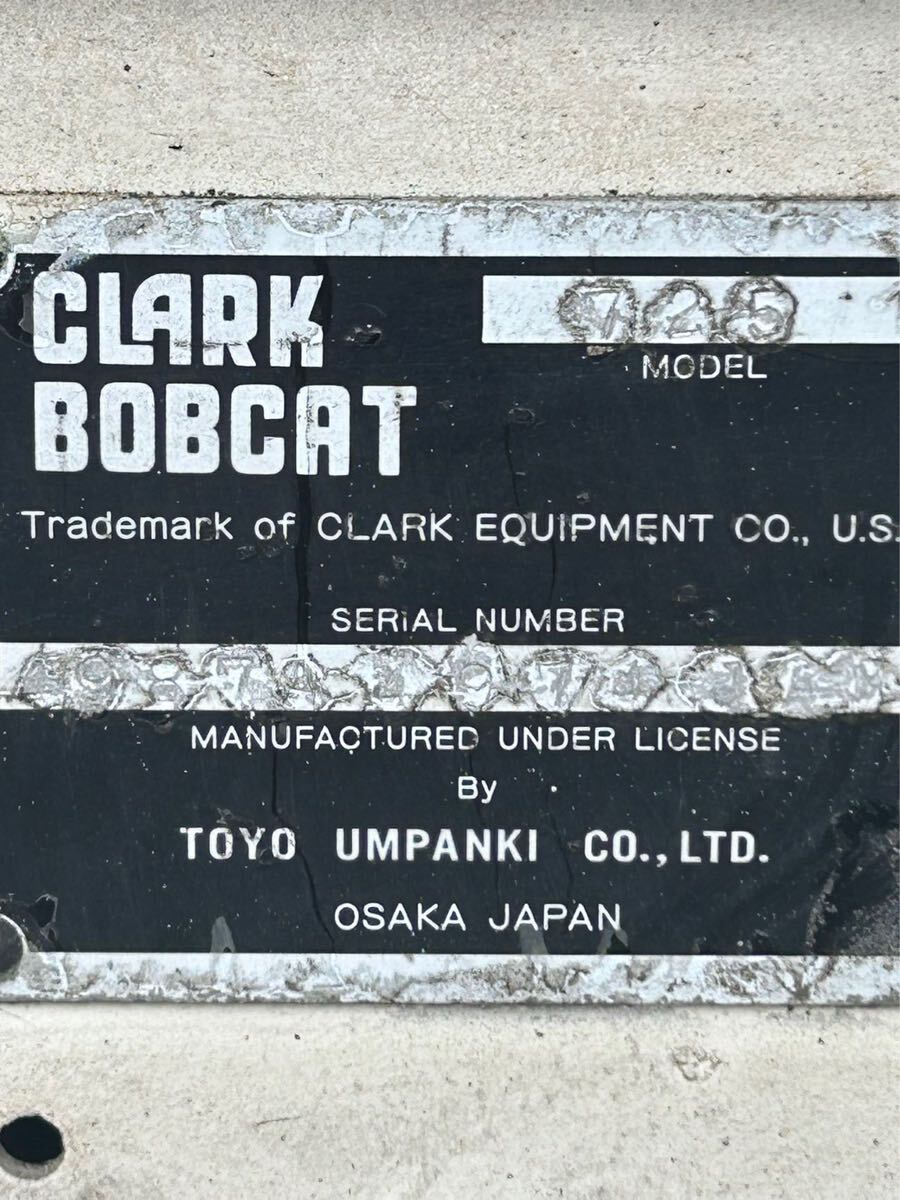 CLARK
BOBCAT
725
MODEL
Trademark of CLARK EQUIPMENT CO., U.S.
SERIAL NUMBER
MANUFACTURED UNDER LICENSE
By
TOYO UMPANKI CO., LTD.
OSAKA JAPAN